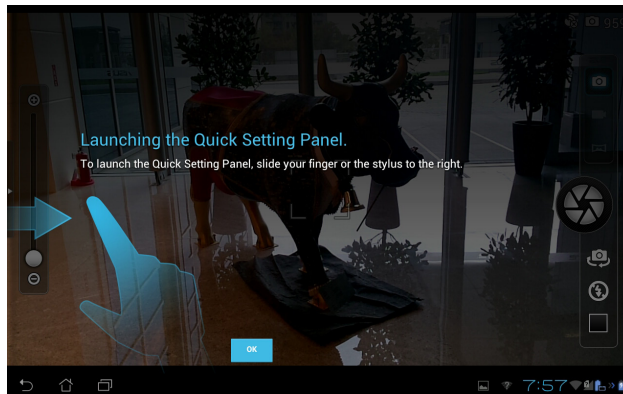 Launching the Quick Setting Panel.
To launch the Quick Setting Panel, slide your finger or the stylus to the right.
OK
7:57